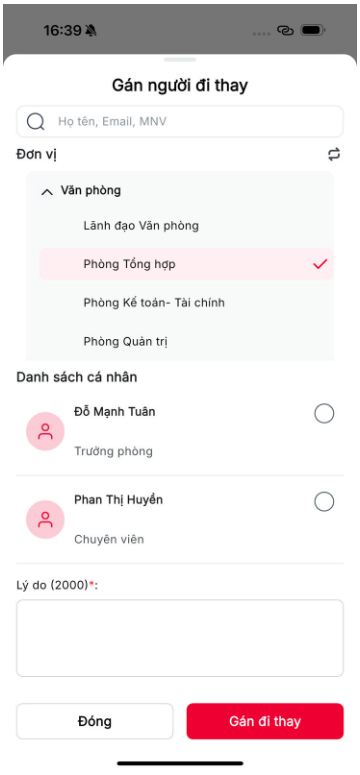 16:39
Gán người đi thay
Họ tên, Email, MNV
Đơn vị
Văn phòng
Lãnh đạo Văn phòng
Phòng Tổng hợp
Phòng Kế toán- Tài chính
Phòng Quản trị
Danh sách cá nhân
Đỗ Mạnh Tuân
Trưởng phòng
Phan Thị Huyền
Chuyên viên
Lý do (2000)*:
Đóng
Gán đi thay